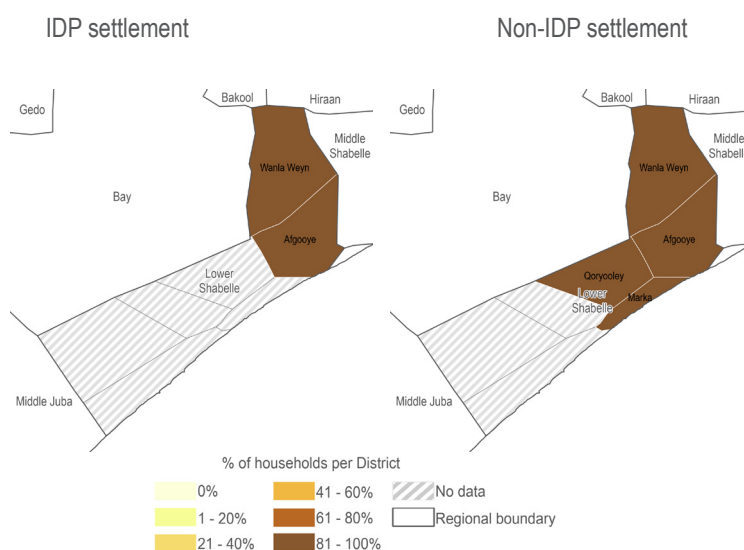 IDP settlement
Non-IDP settlement
Bakool
Hiraan
Gedo
Middle
Shabelle
Wanla Weyn
Bay
Afgooye
Lower
Shabelle
Middle Juba
Bakool
Hiraan
Gedo
Middle
Shabelle
Wanla Weyn
Bay
Afgooye
Qoryooley
Lower
Shabelle
Marka
Middle Juba
% of households per District
0%
41 - 60%
No data
1 - 20%
61 - 80%
Regional boundary
21 - 40%
81 - 100%